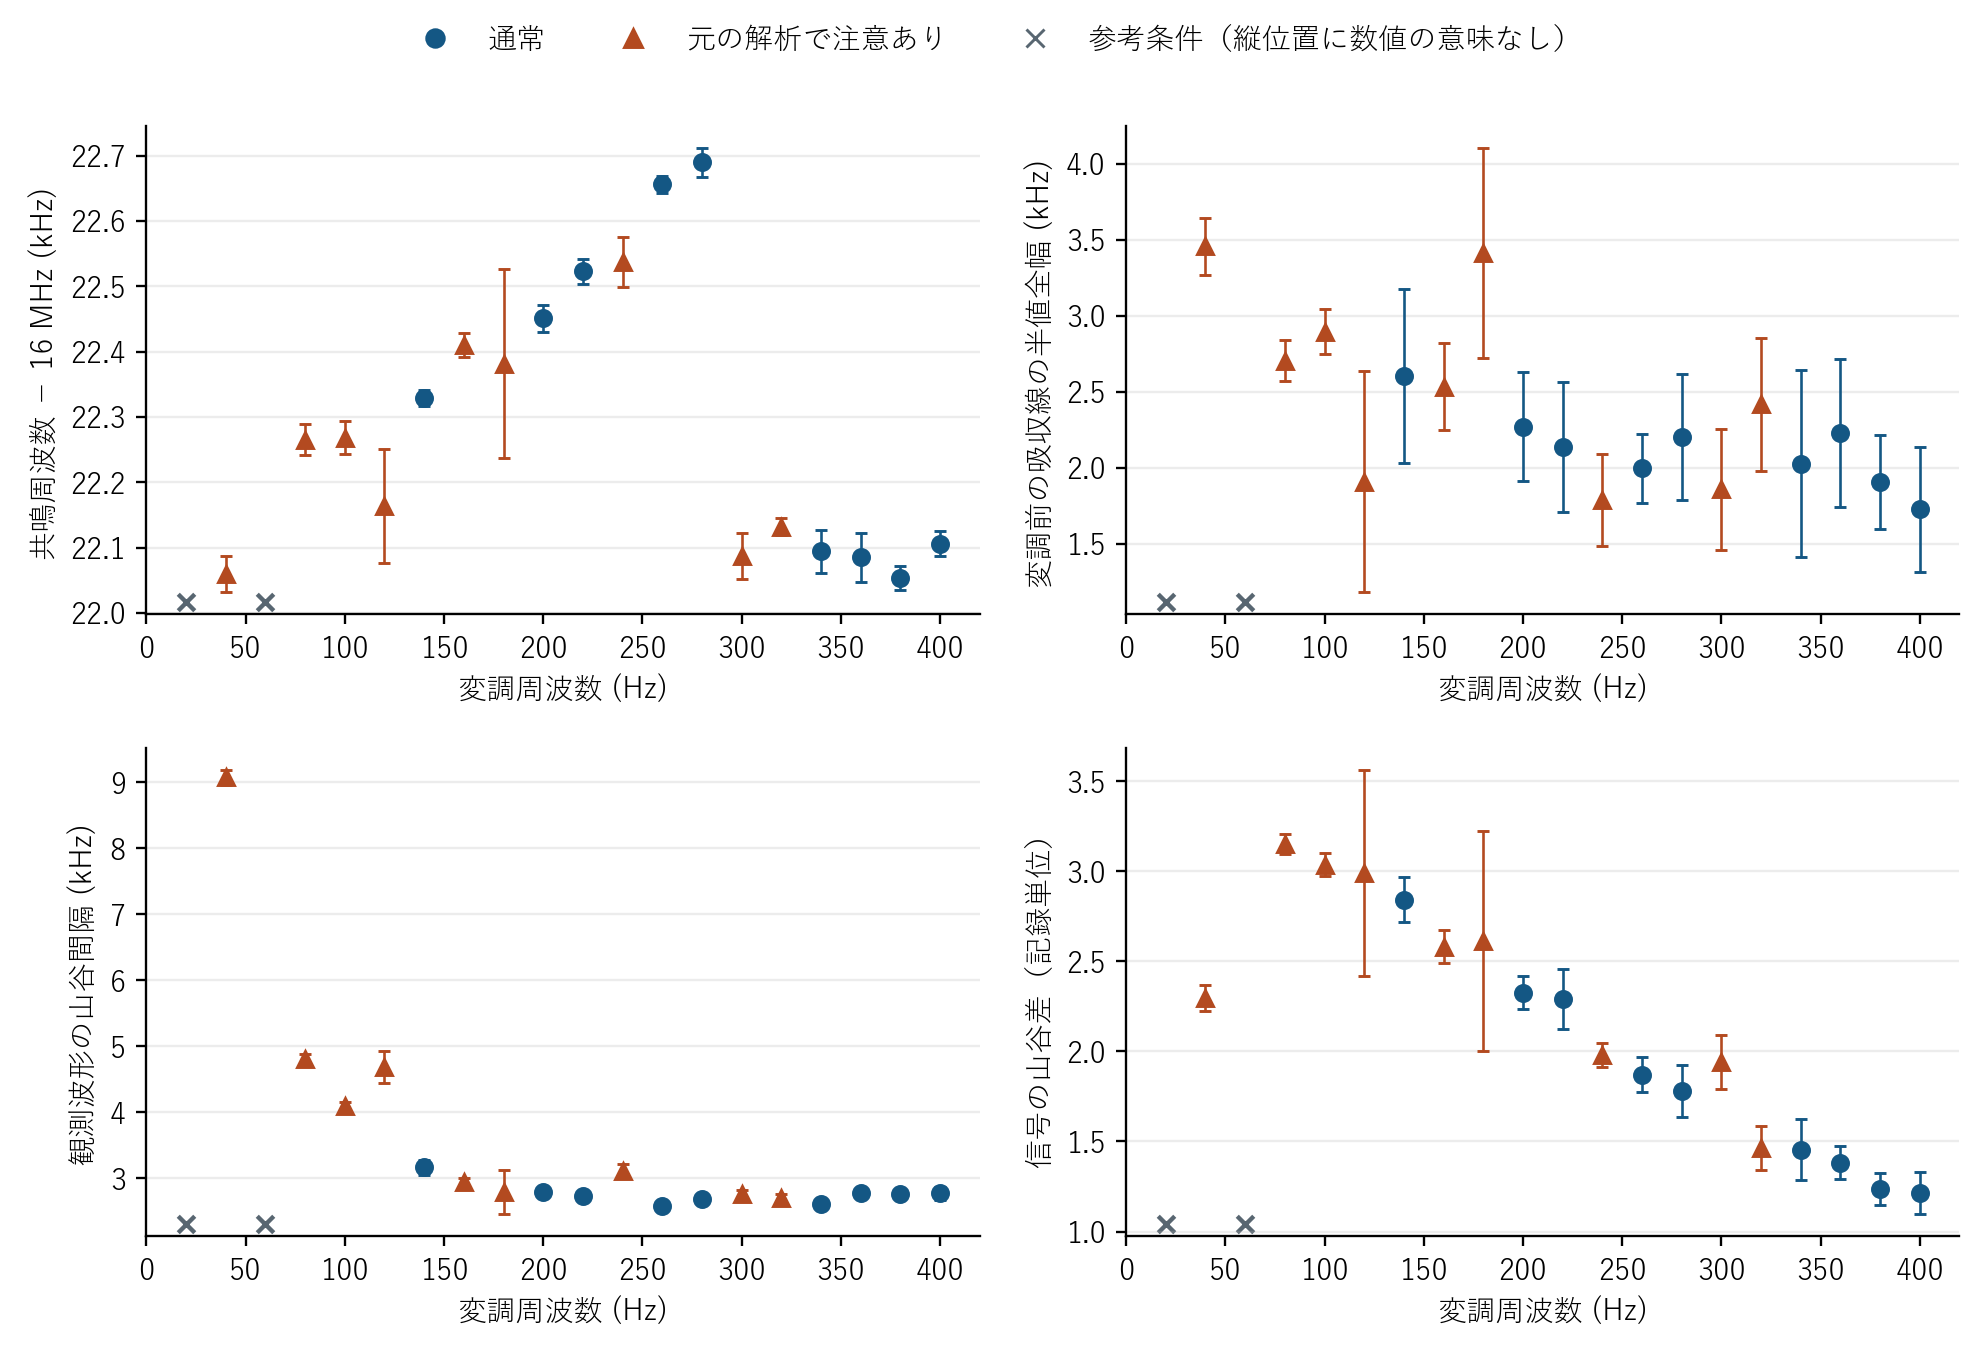 通常
元の解析で注意あり
参考条件（縦位置に数値の意味なし）
共鳴周波数 − 16 MHz (kHz)
22.7
22.6
22.5
22.4
22.3
22.2
22.1
22.0
0 50 100 150 200 250 300 350 400
変調周波数 (Hz)
変調前の吸収線の半値全幅 (kHz)
4.0
3.5
3.0
2.5
2.0
1.5
0 50 100 150 200 250 300 350 400
変調周波数 (Hz)
観測波形の山谷間隔 (kHz)
9
8
7
6
5
4
3
0 50 100 150 200 250 300 350 400
変調周波数 (Hz)
信号の山谷差（記録単位）
3.5
3.0
2.5
2.0
1.5
1.0
0 50 100 150 200 250 300 350 400
変調周波数 (Hz)